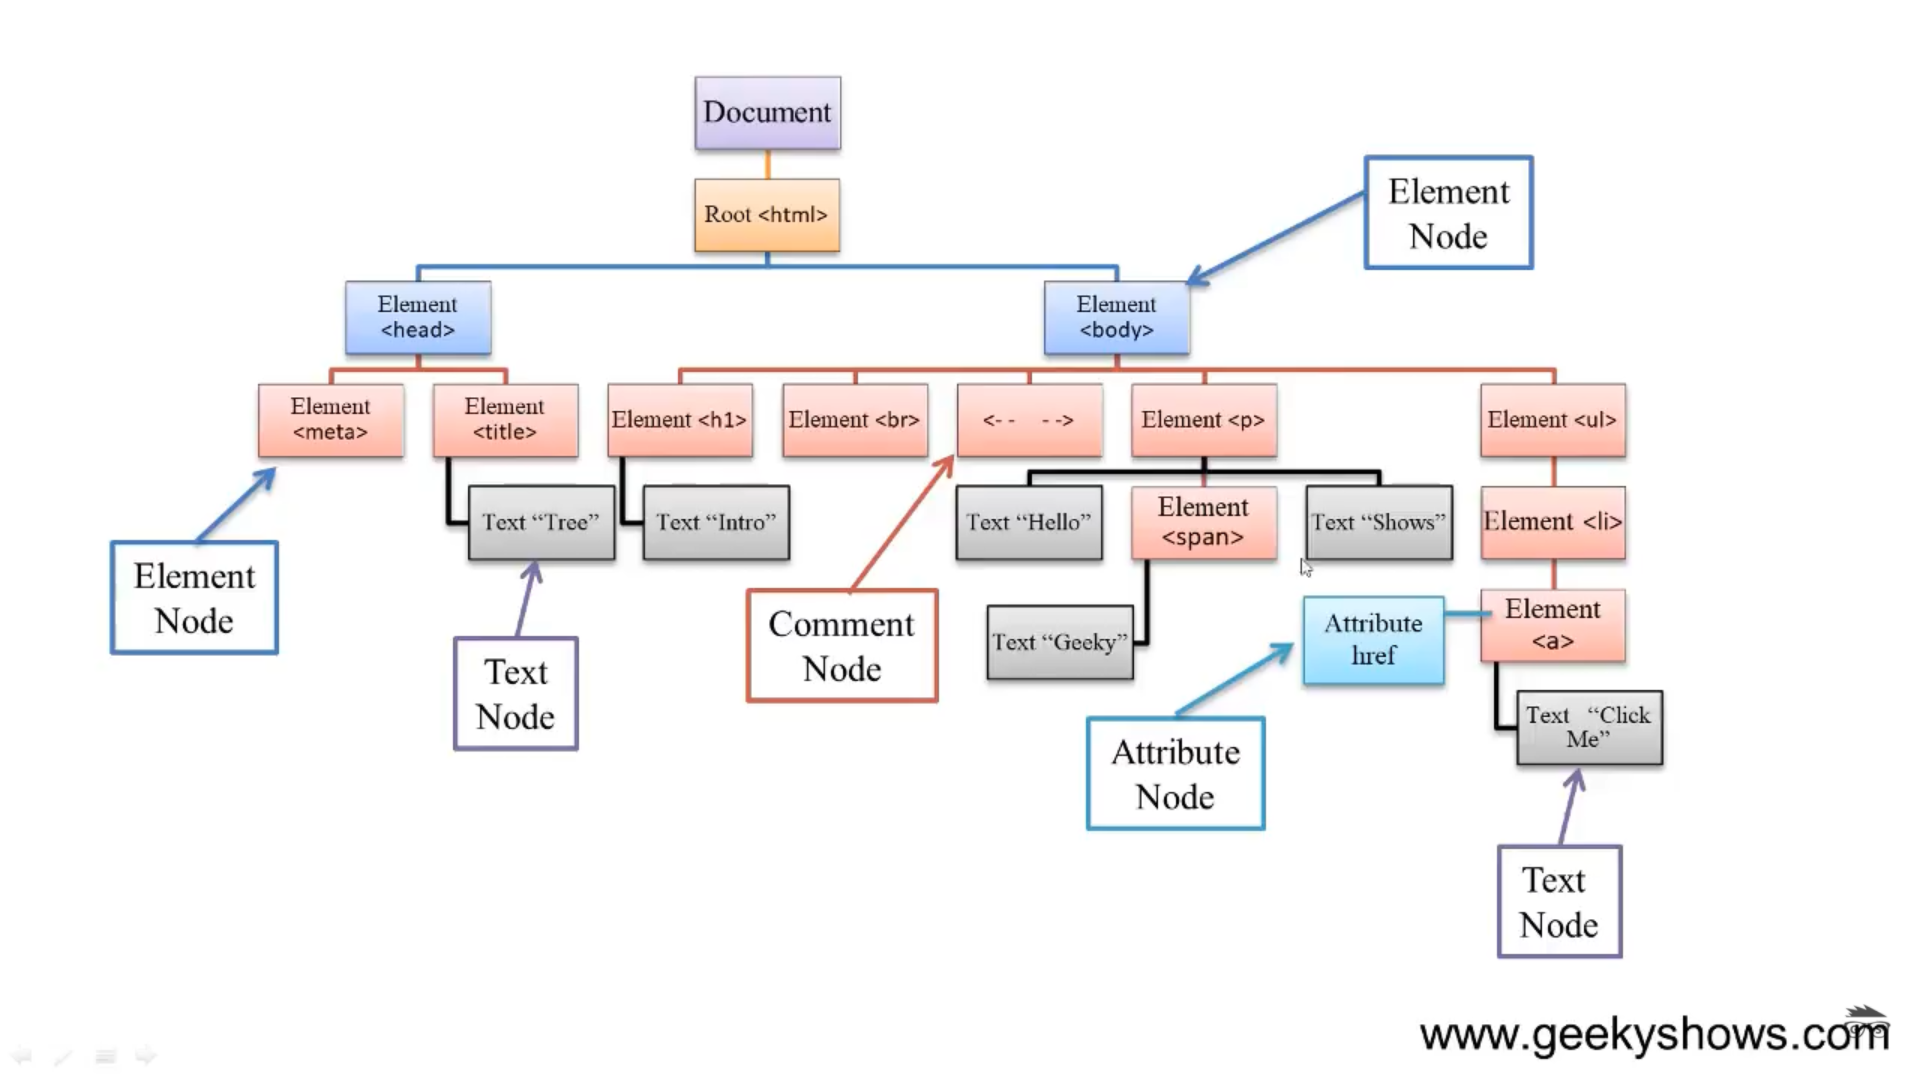 Document
Root <html>
Element
Node
Element
<head>
Element
<body>
Element
<meta>
Element
<title>
Element <h1>
Element <br>
<-- -->
Element <p>
Element <ul>
Text “Tree”
Text “Intro”
Text “Hello”
Element
<span>
Text “Shows”
Element <li>
Element
Node
Text
Node
Comment
Node
Text “Geeky”
Attribute
href
Element
<a>
Attribute
Node
Text “Click
Me”
Text
Node
www.geekyshows.com